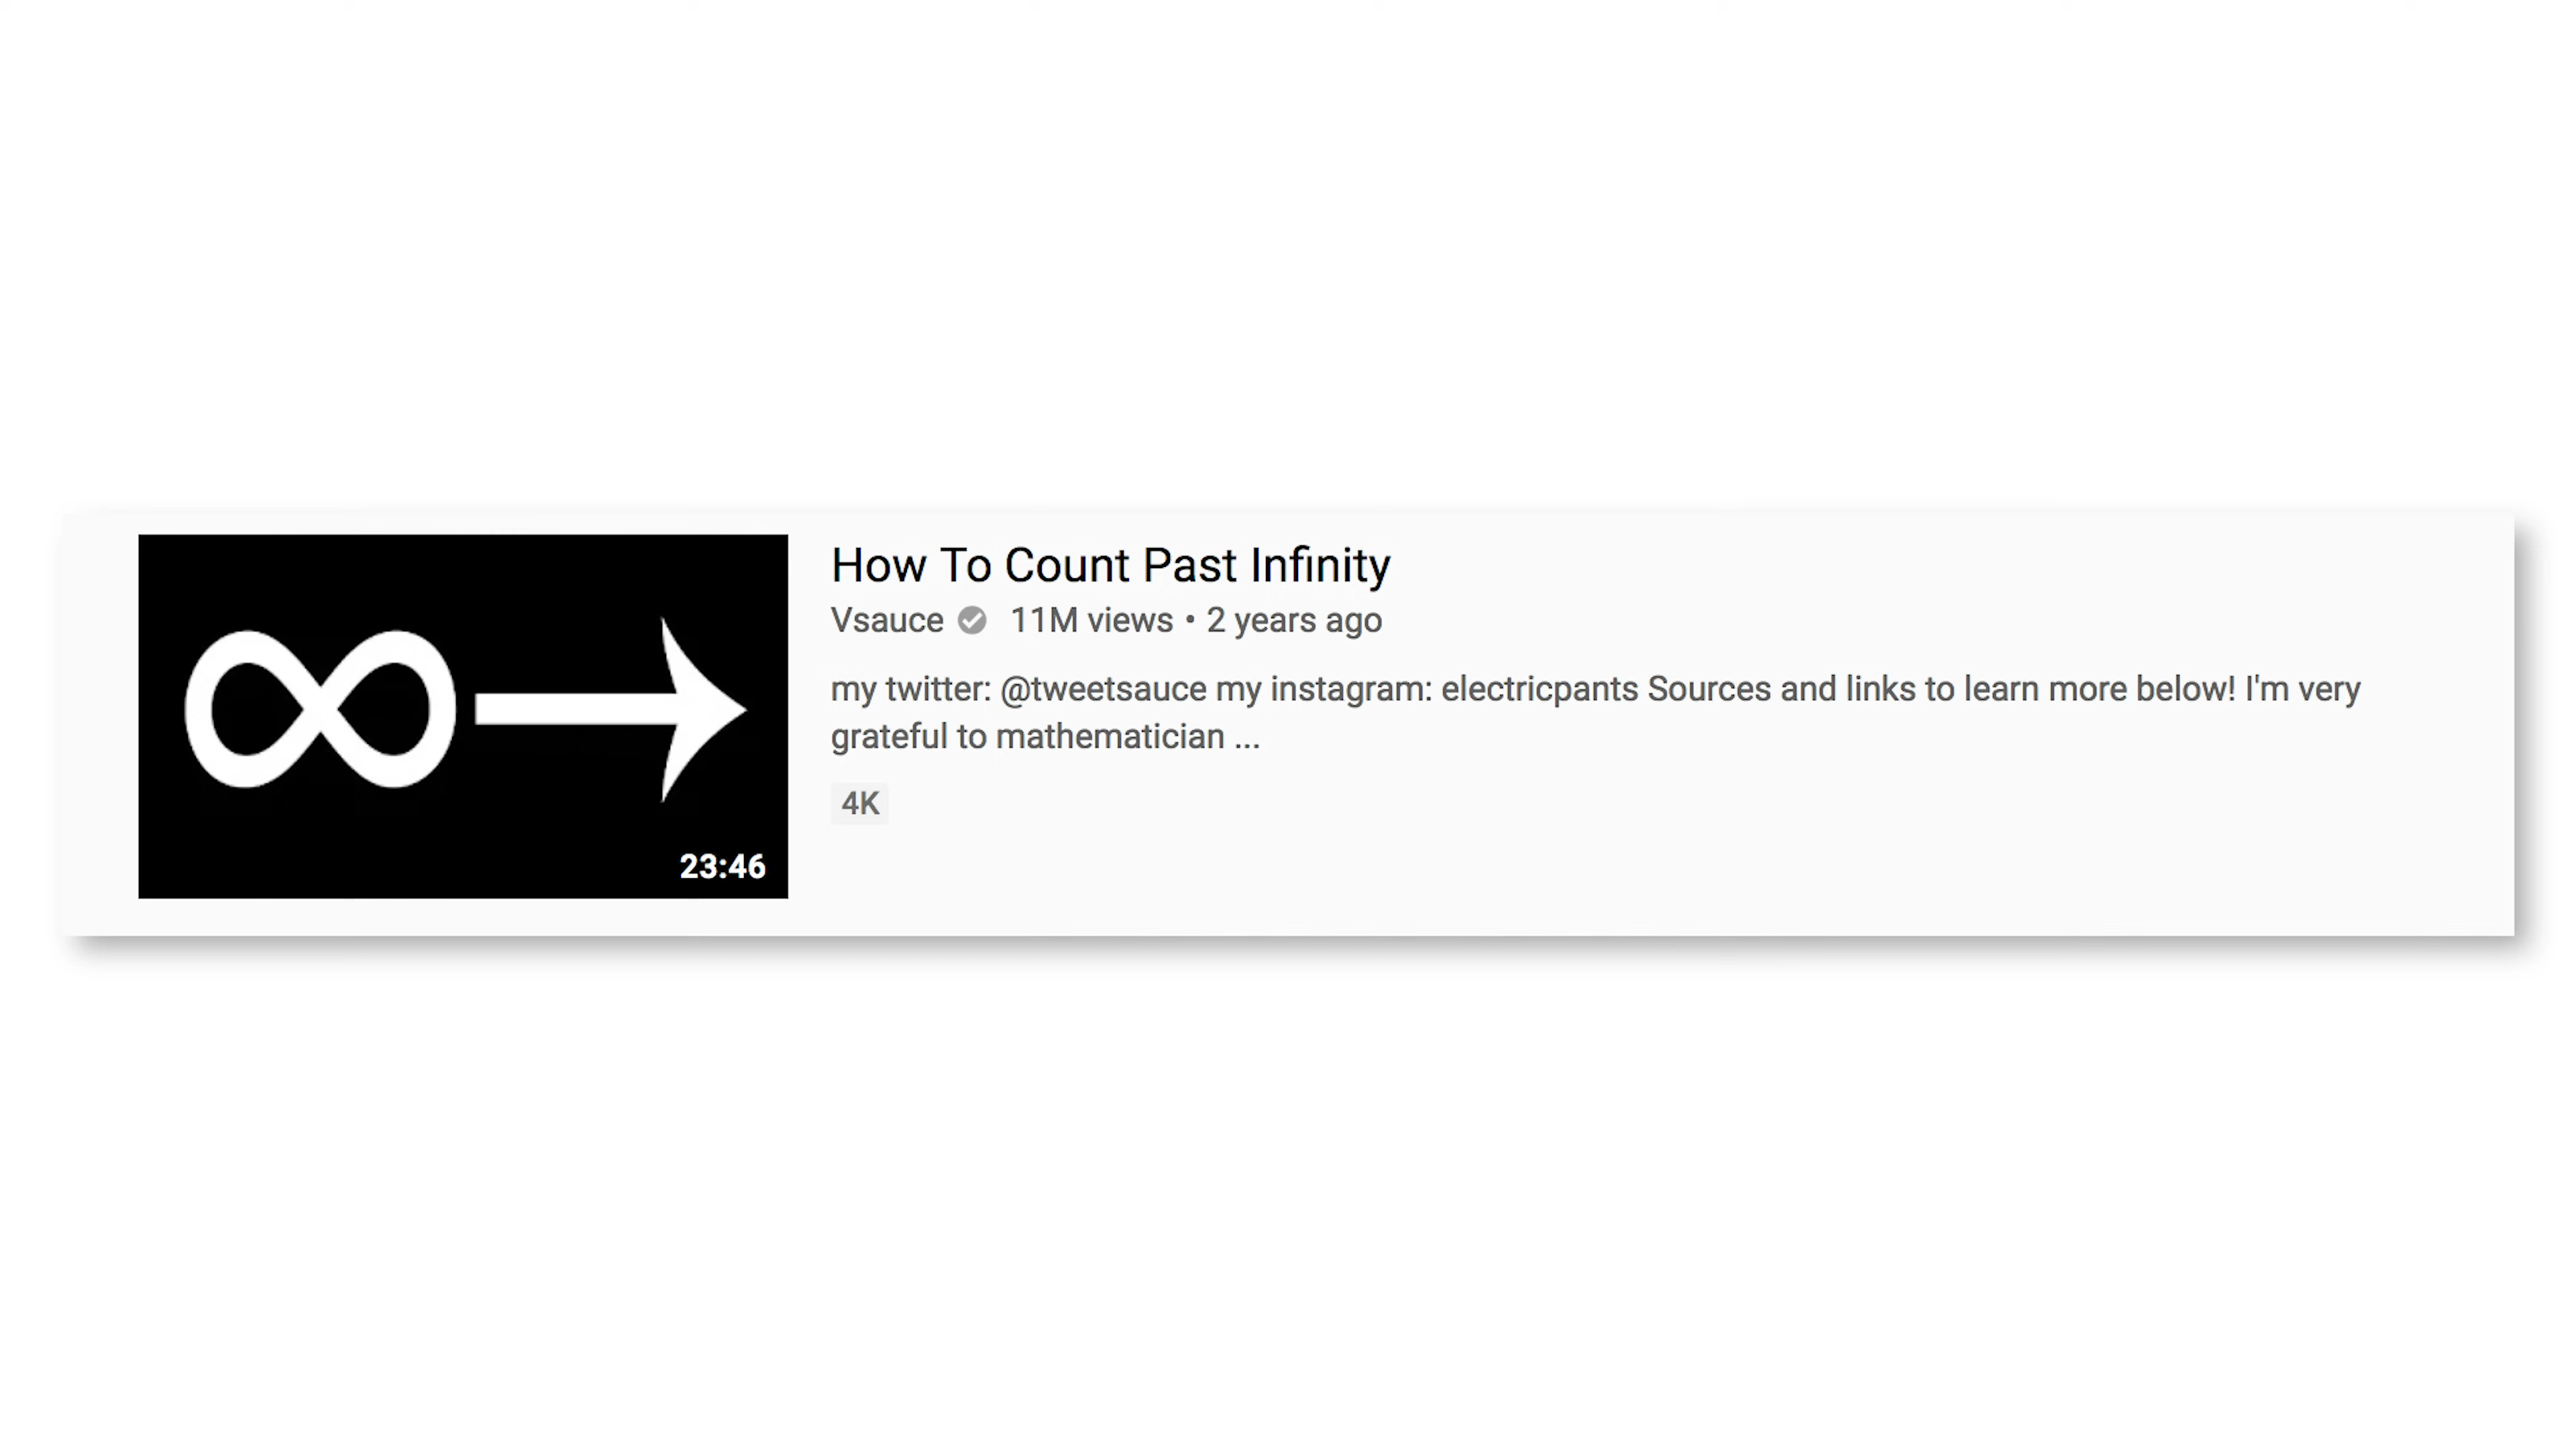 How To Count Past Infinity
Vsauce 11M views • 2 years ago
my twitter: @tweetsauce my instagram: electricpants Sources and links to learn more below! I'm very
grateful to mathematician ...
4K
23:46